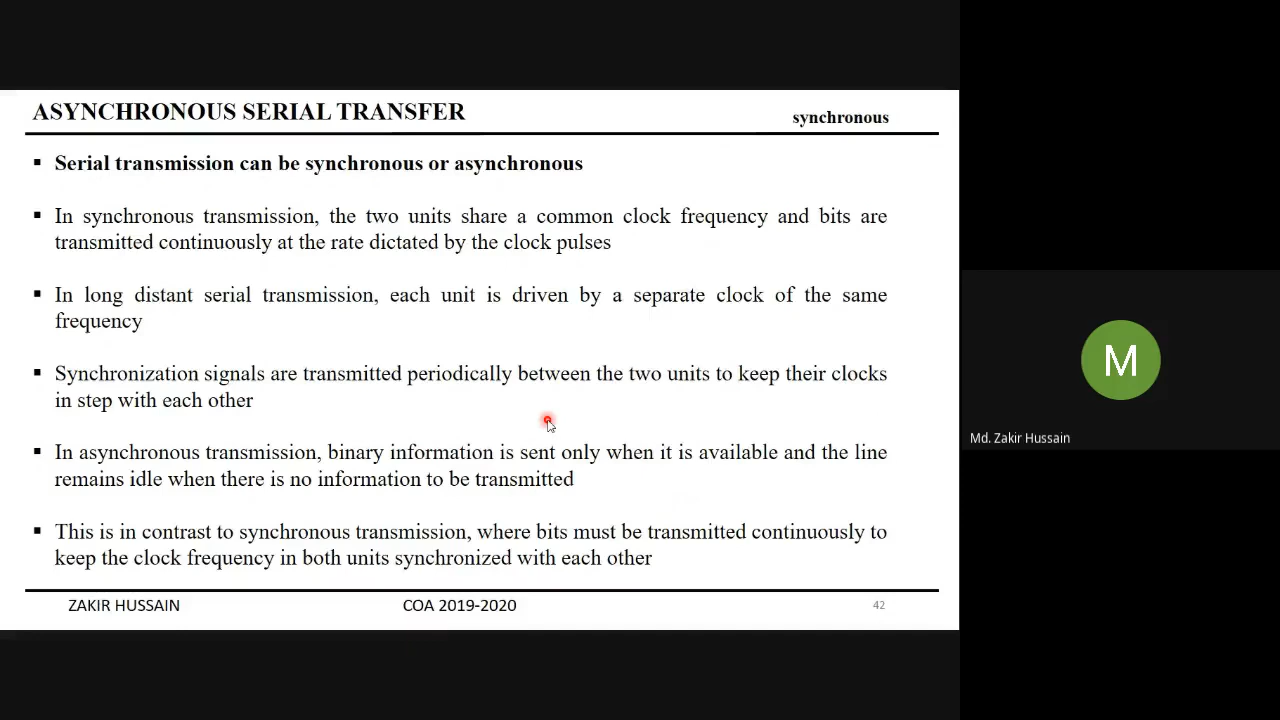 ASYNCHRONOUS SERIAL TRANSFER
synchronous
▪ Serial transmission can be synchronous or asynchronous
▪ In synchronous transmission, the two units share a common clock frequency and bits are
transmitted continuously at the rate dictated by the clock pulses
▪ In long distant serial transmission, each unit is driven by a separate clock of the same
frequency
▪ Synchronization signals are transmitted periodically between the two units to keep their clocks
in step with each other
▪ In asynchronous transmission, binary information is sent only when it is available and the line
remains idle when there is no information to be transmitted
▪ This is in contrast to synchronous transmission, where bits must be transmitted continuously to
keep the clock frequency in both units synchronized with each other
ZAKIR HUSSAIN
COA 2019-2020
42
M
Md. Zakir Hussain